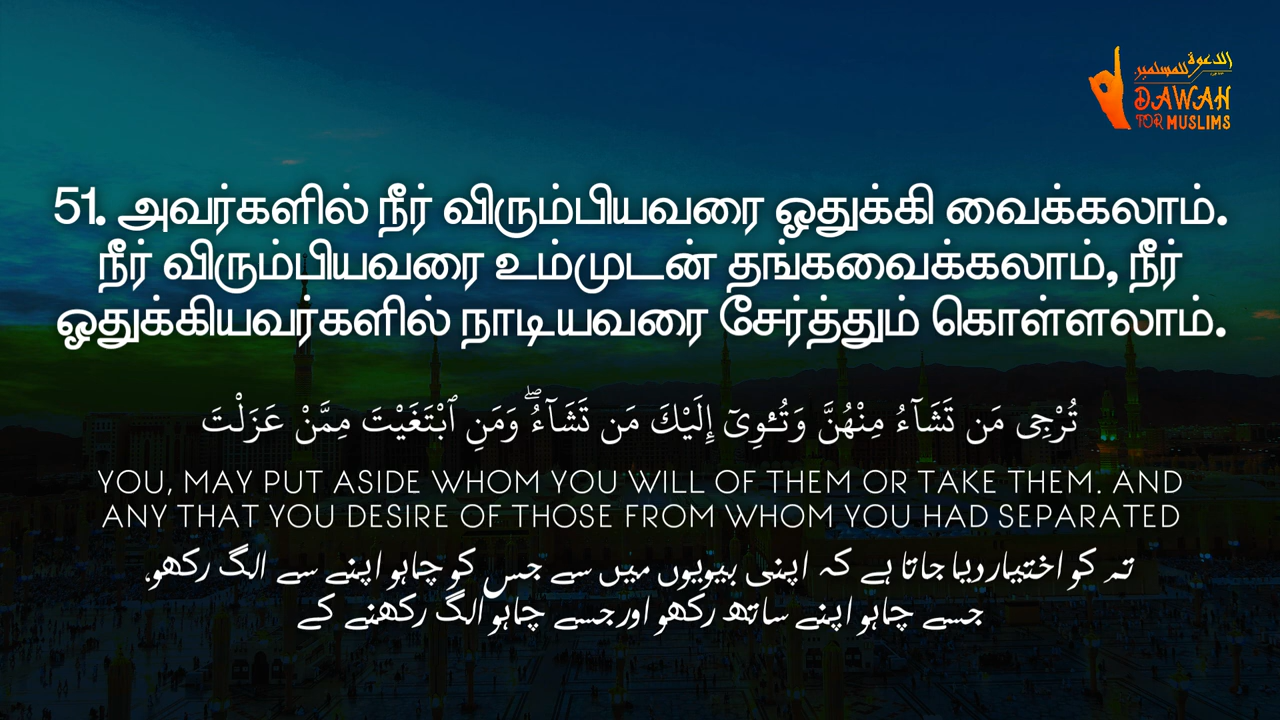 الدعوة
للمسلمين
DAWAH
FOR MUSLIMS
51. அவர்களில் நீர் விரும்பியவரை ஓதுக்கி வைக்கலாம்.
நீர் விரும்பியவரை உம்முடன் தங்கவைக்கலாம், நீர்
ஓதுக்கியவர்களில் நாடியவரை சேர்த்தும் கொள்ளலாம்.
تُرْجِى مَن تَشَآءُ مِنْهُنَّ وَتُـْٔوِىٓ إِلَيْكَ مَن تَشَآءُ ۖ وَمَنِ ٱبْتَغَيْتَ مِمَّنْ عَزَلْتَ
YOU, MAY PUT ASIDE WHOM YOU WILL OF THEM OR TAKE THEM. AND
ANY THAT YOU DESIRE OF THOSE FROM WHOM YOU HAD SEPARATED
تم کو اختیار دیا جاتا ہے کہ اپنی بیویوں میں سے جس کو چاہو اپنے سے الگ رکھو،
جسے چاہو اپنے ساتھ رکھو اور جسے چاہو الگ رکھنے کے